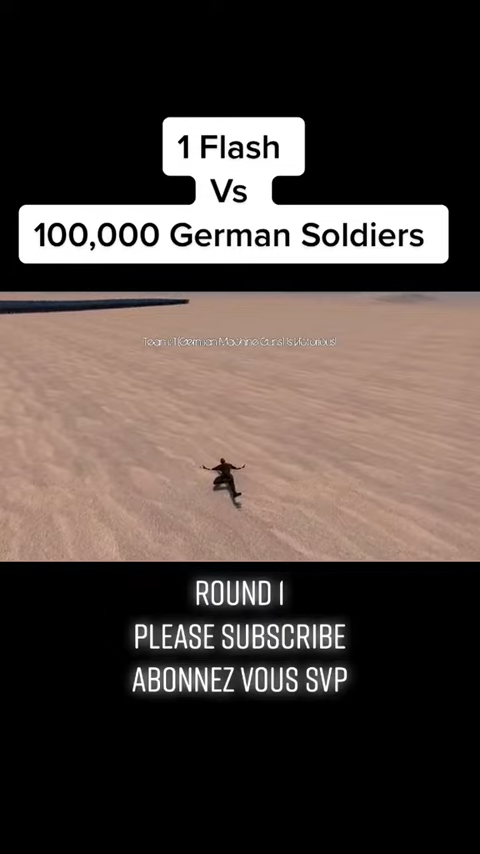 1 Flash
Vs
100,000 German Soldiers
Team 1 (German Machine Guns) Is Victorious!
ROUND 1
PLEASE SUBSCRIBE
ABONNEZ VOUS SVP